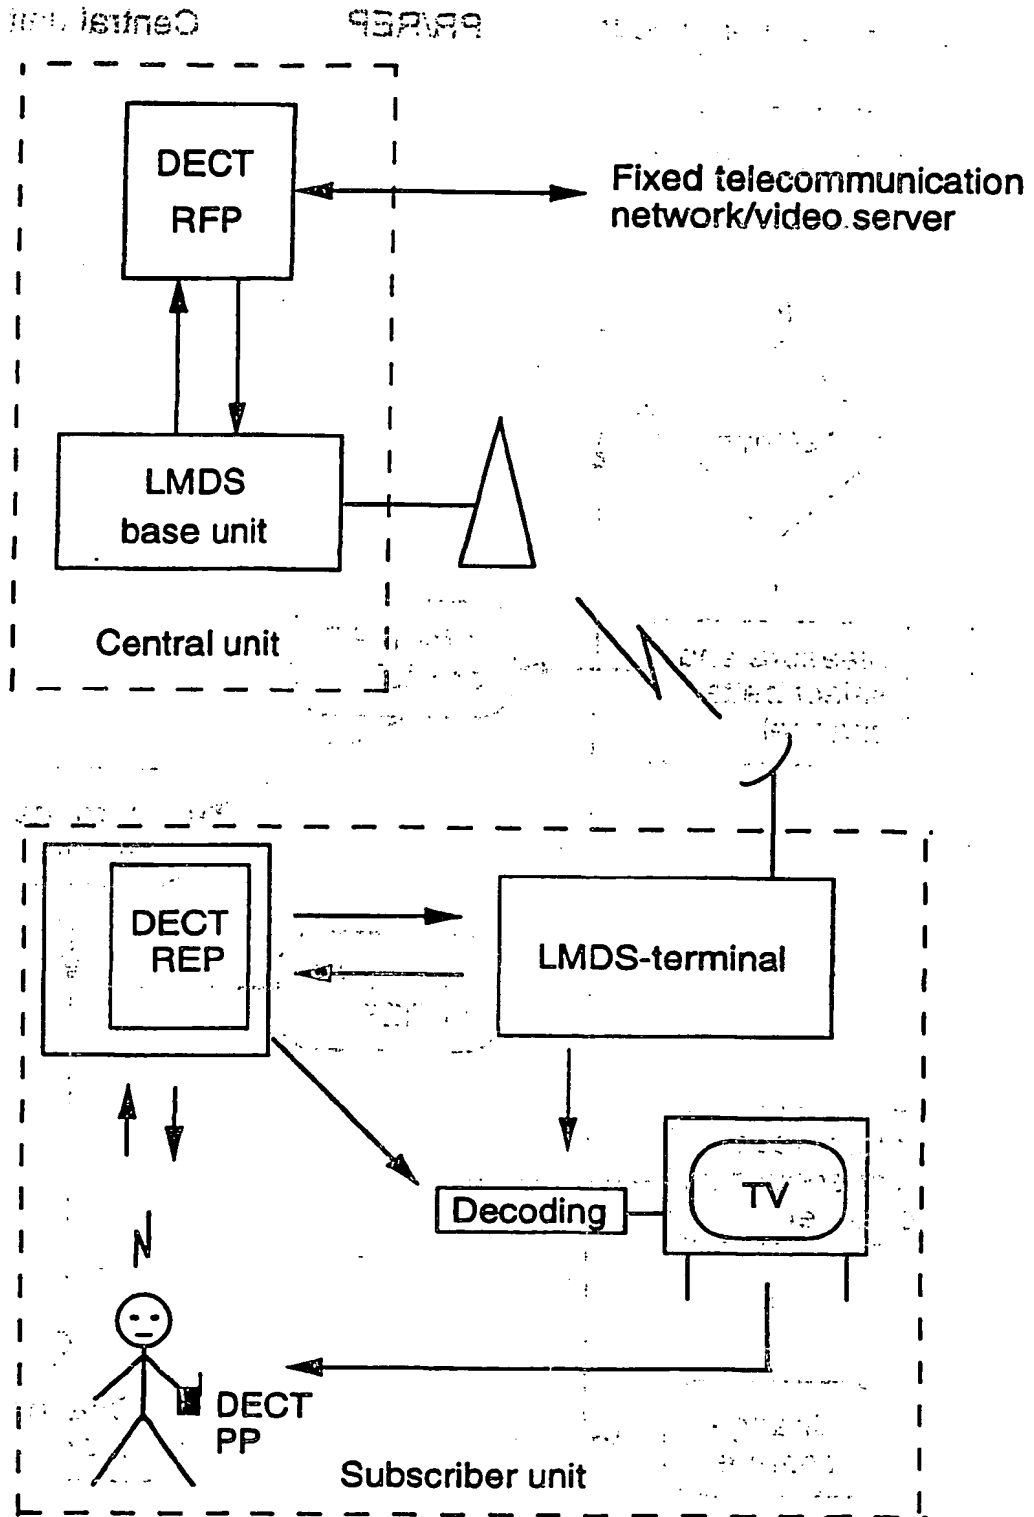 DECT
RFP
Fixed telecommunication
network/video server
LMDS
base unit
Central unit
DECT
REP
LMDS-terminal
Decoding
TV
DECT
PP
Subscriber unit